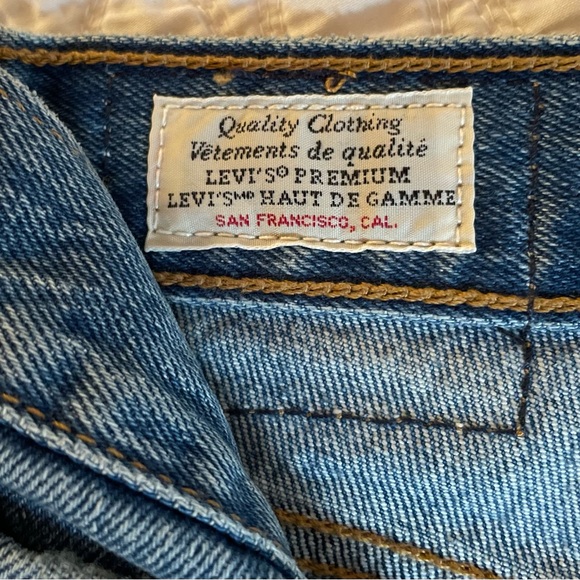 Quality Clothing
Vêtements de qualité
LEVI'S® PREMIUM
LEVI'S MD HAUT DE GAMME
SAN FRANCISCO, CAL.